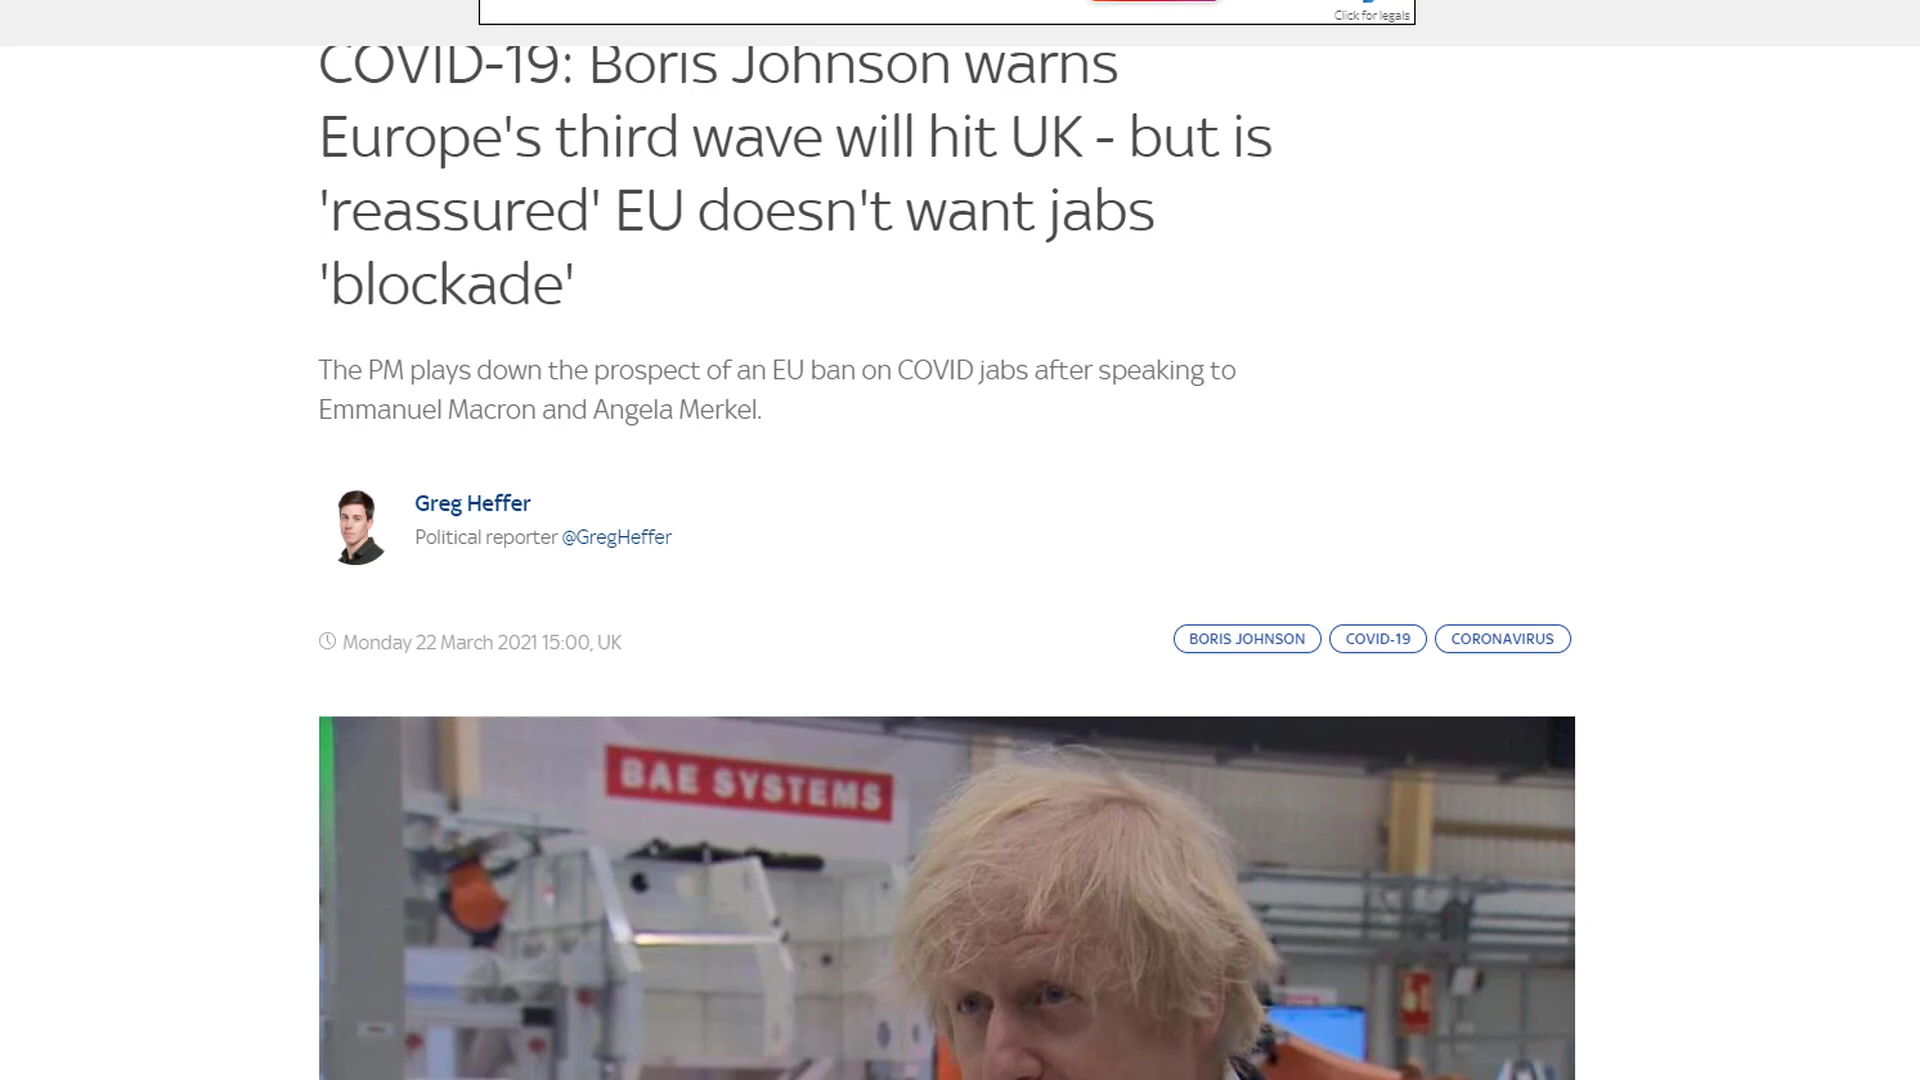 Click for legals
COVID-19: Boris Johnson warns
Europe's third wave will hit UK - but is
'reassured' EU doesn't want jabs
'blockade'
The PM plays down the prospect of an EU ban on COVID jabs after speaking to
Emmanuel Macron and Angela Merkel.
Greg Heffer
Political reporter @GregHeffer
Monday 22 March 2021 15:00, UK
BORIS JOHNSON COVID-19 CORONAVIRUS
BAE SYSTEMS